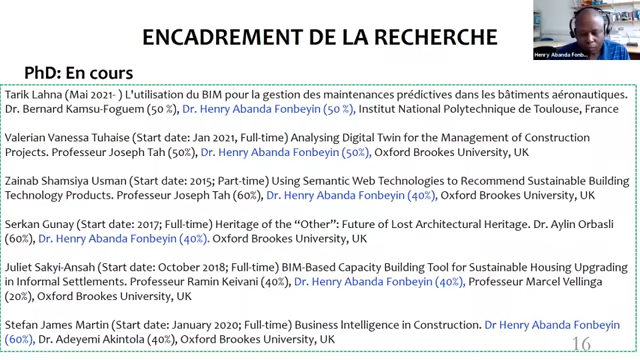 ENCADREMENT DE LA RECHERCHE
Henry Abanda Fonb...
PhD: En cours
Tarik Lahna (Mai 2021- ) L'utilisation du BIM pour la gestion des maintenances prédictives dans les bâtiments aéronautiques.
Dr. Bernard Kamsu-Foguem (50 %), Dr. Henry Abanda Fonbeyin (50 %), Institut National Polytechnique de Toulouse, France
Valerian Vanessa Tuhaise (Start date: Jan 2021, Full-time) Analysing Digital Twin for the Management of Construction
Projects. Professeur Joseph Tah (50%), Dr. Henry Abanda Fonbeyin (50%), Oxford Brookes University, UK
Zainab Shamsiya Usman (Start date: 2015; Part-time) Using Semantic Web Technologies to Recommend Sustainable Building
Technology Products. Professeur Joseph Tah (60%), Dr. Henry Abanda Fonbeyin (40%), Oxford Brookes University, UK
Serkan Gunay (Start date: 2017; Full-time) Heritage of the “Other”: Future of Lost Architectural Heritage. Dr. Aylin Orbasli
(60%), Dr. Henry Abanda Fonbeyin (40%). Oxford Brookes University, UK
Juliet Sakyi-Ansah (Start date: October 2018; Full-time) BIM-Based Capacity Building Tool for Sustainable Housing Upgrading
in Informal Settlements. Professeur Ramin Keivani (40%), Dr. Henry Abanda Fonbeyin (40%), Professeur Marcel Vellinga
(20%), Oxford Brookes University, UK
Stefan James Martin (Start date: January 2020; Full-time) Business Intelligence in Construction. Dr Henry Abanda Fonbeyin
(60%), Dr. Adeyemi Akintola (40%), Oxford Brookes University, UK
16